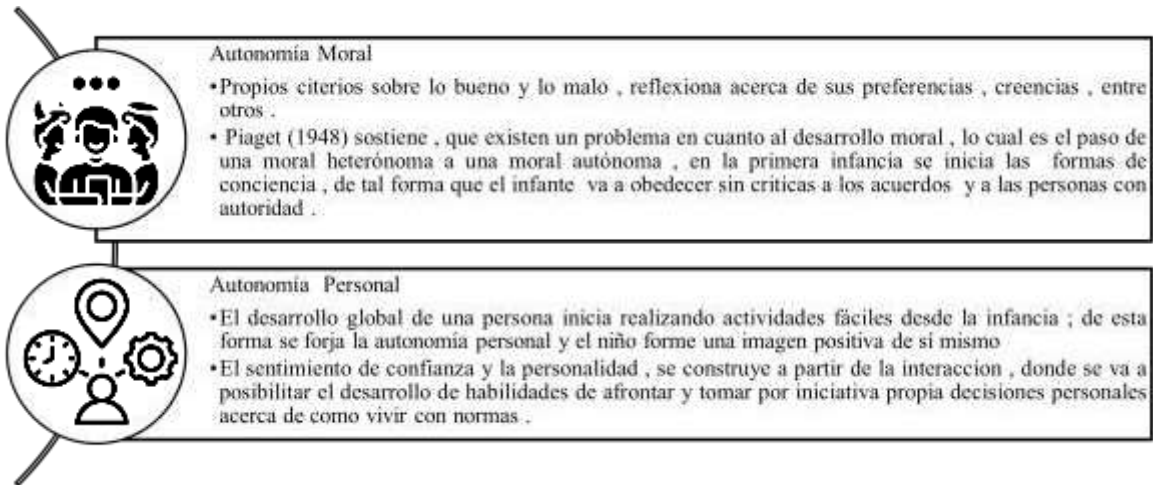 Autonomía Moral
•Propios citerios sobre lo bueno y lo malo , reflexiona acerca de sus preferencias , creencias , entre
otros .
• Piaget (1948) sostiene , que existen un problema en cuanto al desarrollo moral , lo cual es el paso de
una moral heterónoma a una moral autónoma , en la primera infancia se inicia las formas de
conciencia , de tal forma que el infante va a obedecer sin criticas a los acuerdos y a las personas con
autoridad .
Autonomía Personal
•El desarrollo global de una persona inicia realizando actividades fáciles desde la infancia ; de esta
forma se forja la autonomía personal y el niño forme una imagen positiva de sí mismo
•El sentimiento de confianza y la personalidad , se construye a partir de la interaccion , donde se va a
posibilitar el desarrollo de habilidades de afrontar y tomar por iniciativa propia decisiones personales
acerca de como vivir con normas .